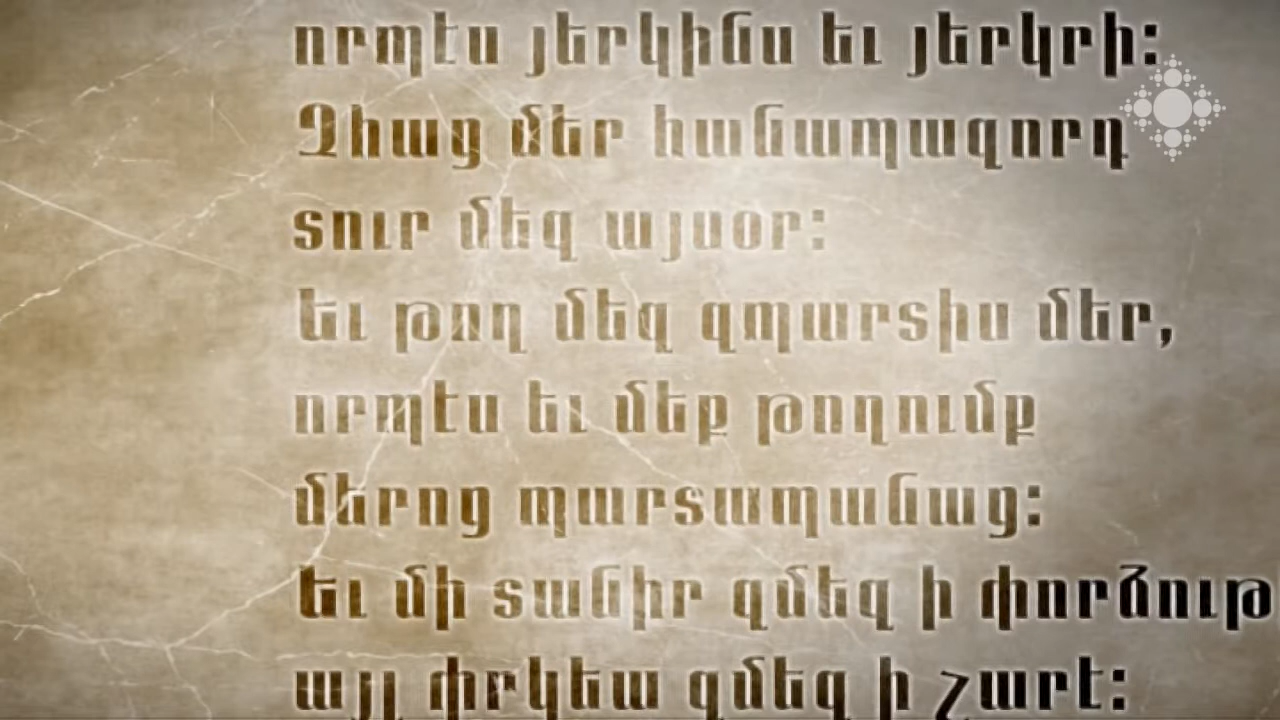 որպէս յերկինս եւ յերկրի:
Զհաց մեր հանապազորդ
տուր մեզ այսօր:
Եւ թող մեզ զպարտիս մեր,
որպէս եւ մեք թողումք
մերոց պարտապանաց:
Եւ մի տանիր զմեզ ի փորձութ
այլ փրկեա զմեզ ի չարէ: